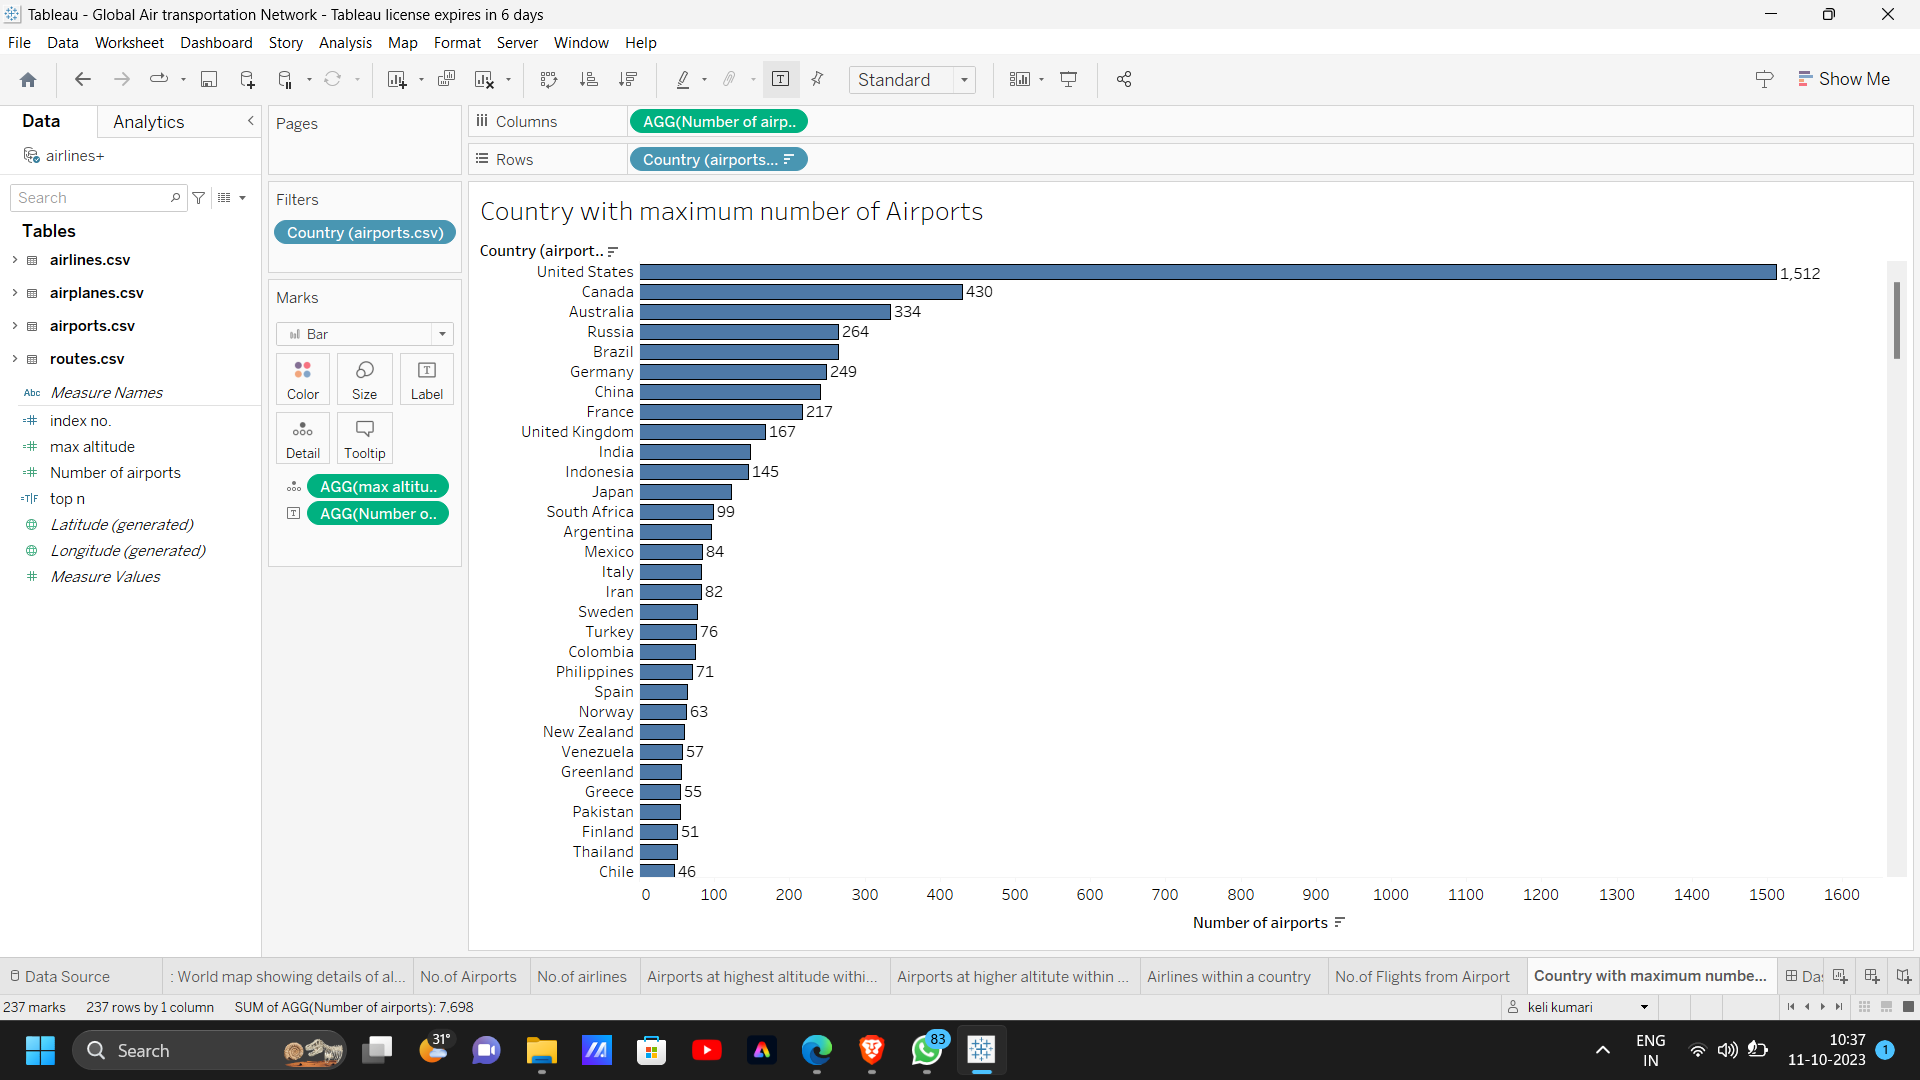 Tableau - Global Air transportation Network - Tableau license expires in 6 days
File Data Worksheet Dashboard Story Analysis Map Format Server Window Help
Standard
Show Me
Data
Analytics
airlines+
Search
Tables
airlines.csv
airplanes.csv
airports.csv
routes.csv
Abc Measure Names
index no.
max altitude
Number of airports
=T|F top n
Latitude (generated)
Longitude (generated)
Measure Values
Pages
Filters
Country (airports.csv)
Marks
Bar
Color Size Label
Detail Tooltip
AGG(max altitu..
AGG(Number o..
Columns AGG(Number of airp..
Rows Country (airports...
Country with maximum number of Airports
Country (airport..
United States 1,512
Canada 430
Australia 334
Russia 264
Brazil
Germany 249
China
France 217
United Kingdom 167
India
Indonesia 145
Japan
South Africa 99
Argentina
Mexico 84
Italy
Iran 82
Sweden
Turkey 76
Colombia
Philippines 71
Spain
Norway 63
New Zealand
Venezuela 57
Greenland
Greece 55
Pakistan
Finland 51
Thailand
Chile 46
0 100 200 300 400 500 600 700 800 900 1000 1100 1200 1300 1400 1500 1600
Number of airports
Data Source : World map showing details of al... No.of Airports No.of airlines Airports at highest altitude withi... Airports at higher altitute within ... Airlines within a country No.of Flights from Airport Country with maximum numbe... Das
237 marks 237 rows by 1 column SUM of AGG(Number of airports): 7,698 keli kumari
Search
31°
83
ENG
IN
10:37
11-10-2023
1